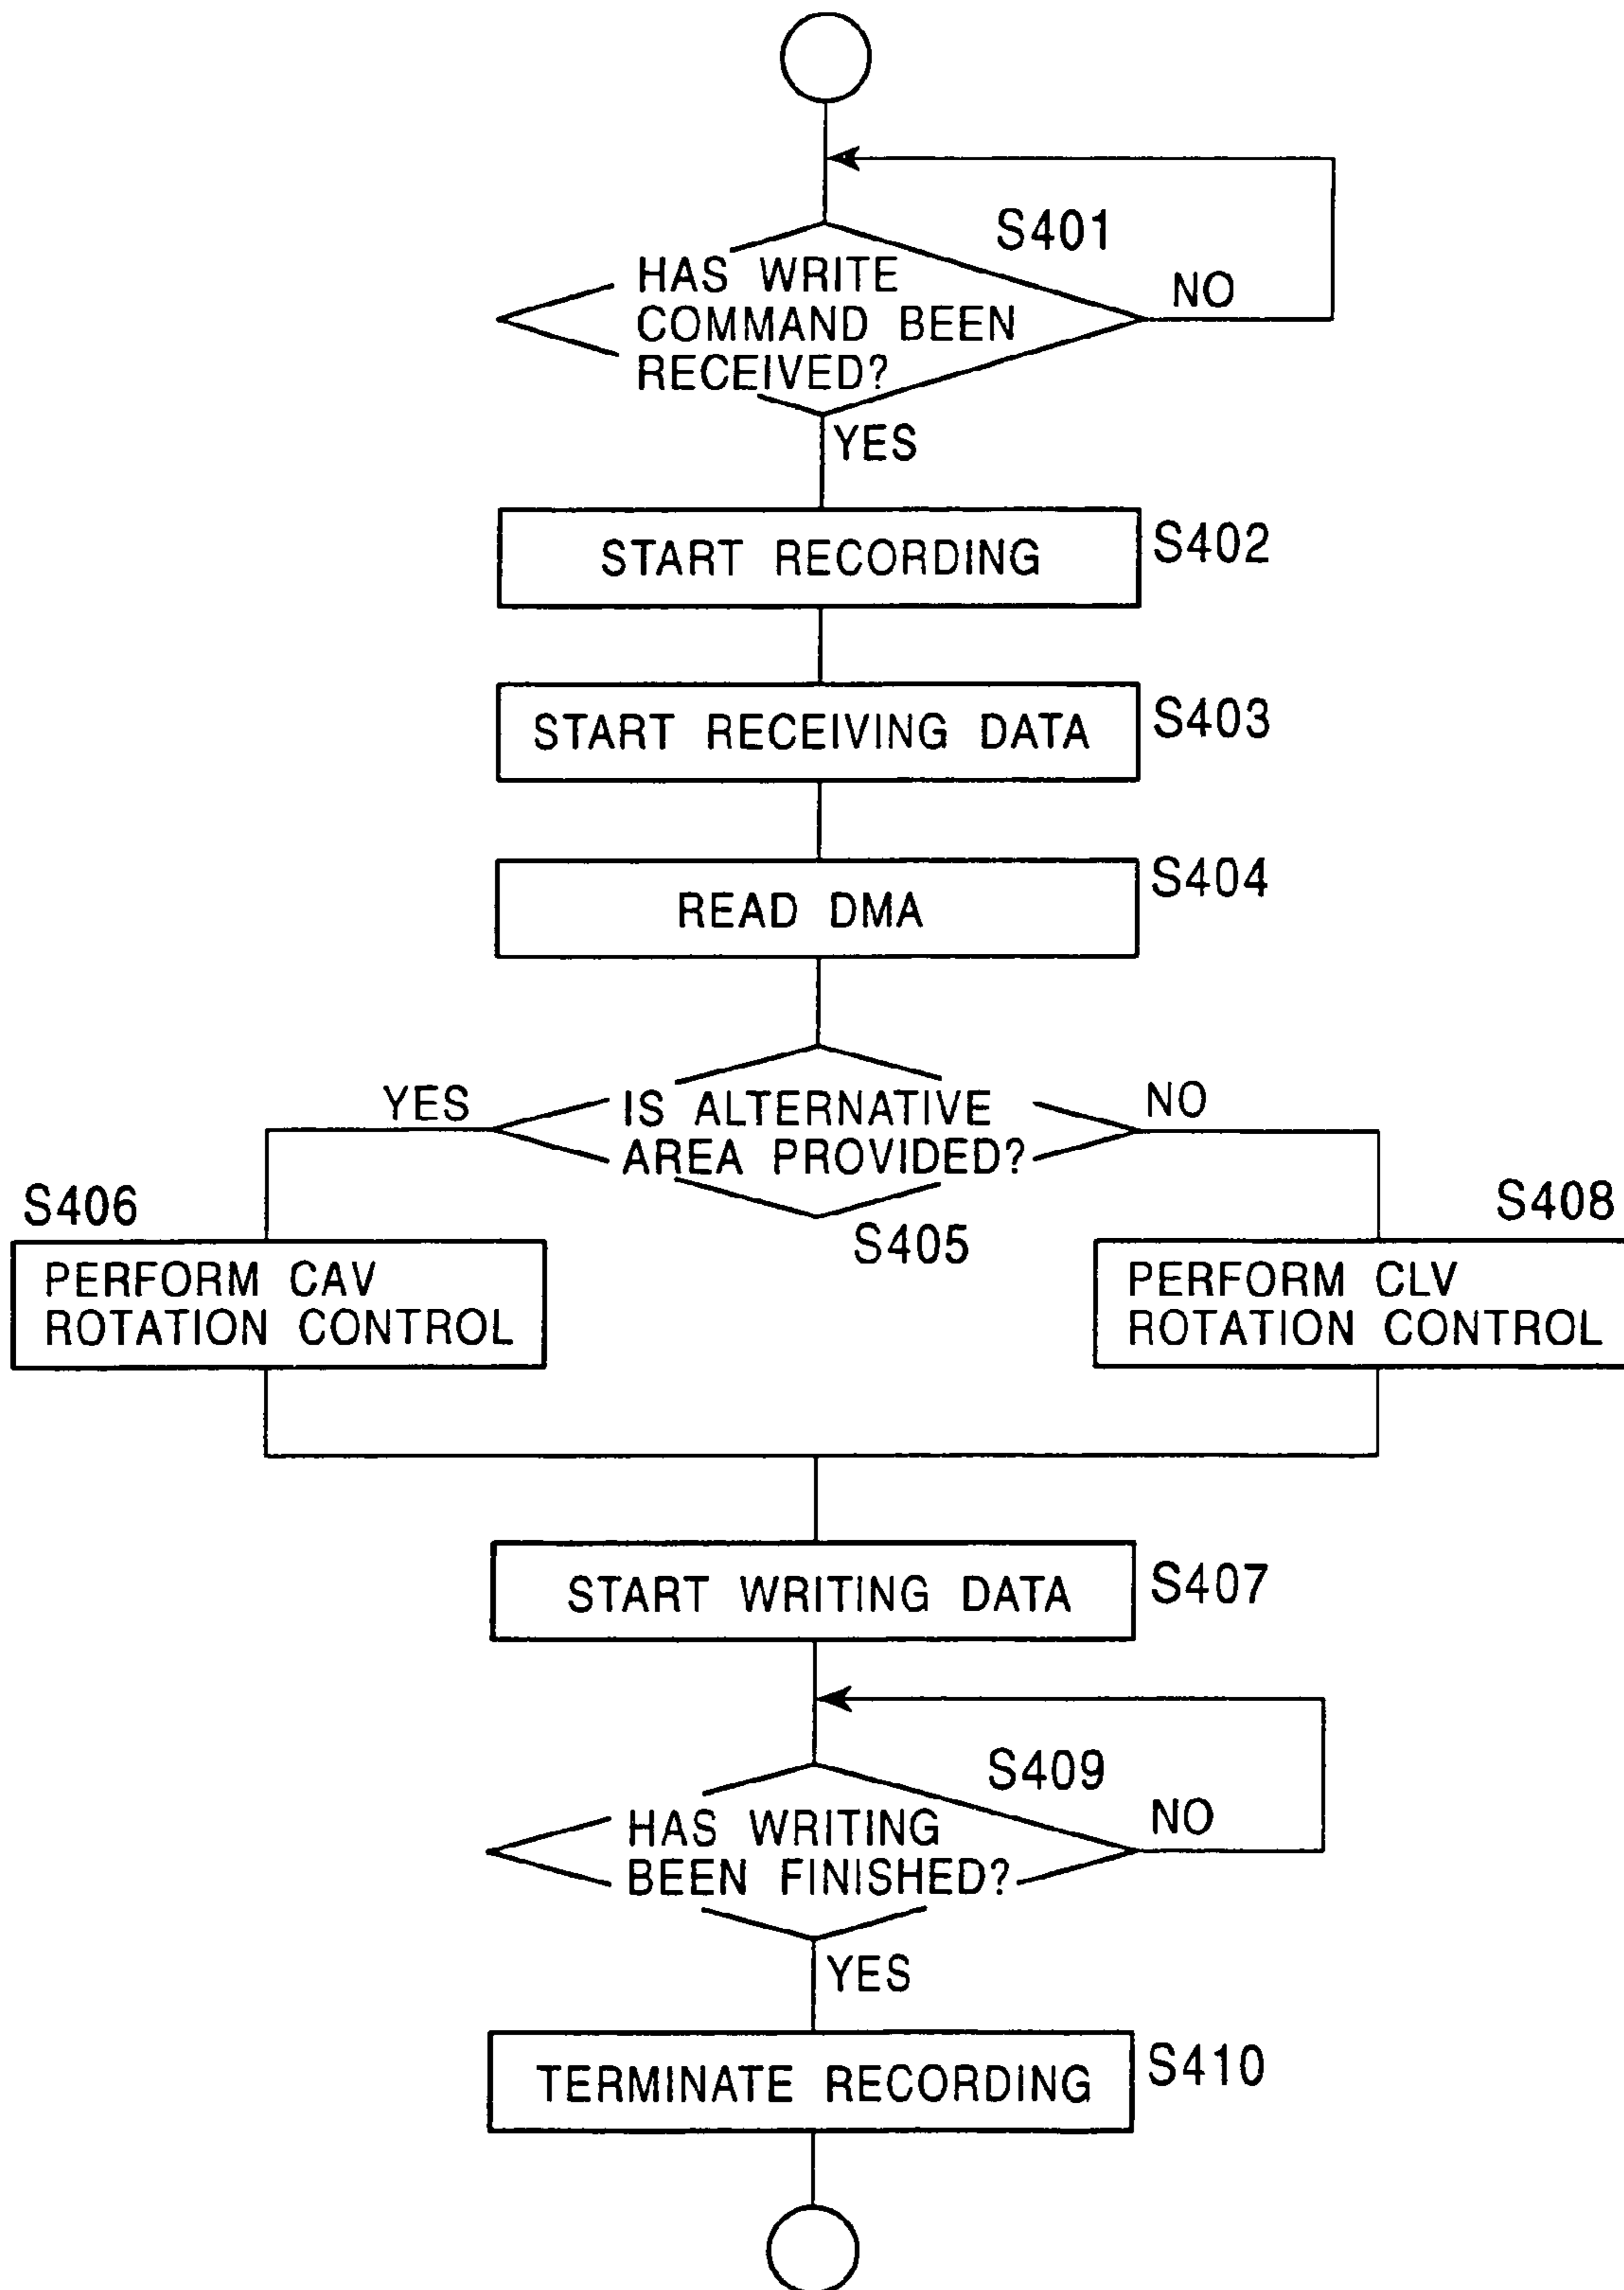 S401
HAS WRITE
COMMAND BEEN
RECEIVED?
NO
YES
START RECORDING
S402
START RECEIVING DATA
S403
READ DMA
S404
YES
IS ALTERNATIVE
AREA PROVIDED?
NO
S405
S406
PERFORM CAV
ROTATION CONTROL
S408
PERFORM CLV
ROTATION CONTROL
START WRITING DATA
S407
S409
HAS WRITING
BEEN FINISHED?
NO
YES
TERMINATE RECORDING
S410